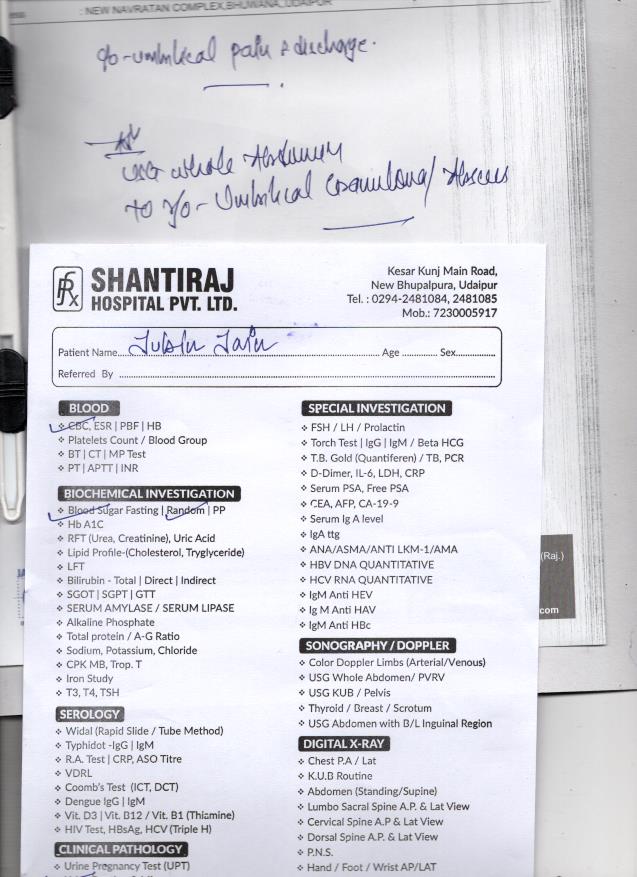 : NEW NAVRATAN COMPLEX, BHUWANA, UDAIPUR
c/o- umbilical pain & discharge.
Adv
USG whole Abdomen
TO r/o- Umbilical Granuloma/ Abscess
SHANTIRAJ
HOSPITAL PVT. LTD.
Kesar Kunj Main Road,
New Bhupalpura, Udaipur
Tel. : 0294-2481084, 2481085
Mob.: 7230005917
Patient Name Jain Age Sex
Referred By
BLOOD
CBC, ESR | PBF | HB
Platelets Count / Blood Group
BT | CT | MP Test
PT | APTT | INR
BIOCHEMICAL INVESTIGATION
Blood Sugar Fasting | Random | PP
Hb A1C
RFT (Urea, Creatinine), Uric Acid
Lipid Profile-(Cholesterol, Tryglyceride)
LFT
Bilirubin - Total | Direct | Indirect
SGOT | SGPT | GTT
SERUM AMYLASE / SERUM LIPASE
Alkaline Phosphate
Total protein / A-G Ratio
Sodium, Potassium, Chloride
CPK MB, Trop. T
Iron Study
T3, T4, TSH
SEROLOGY
Widal (Rapid Slide / Tube Method)
Typhidot -IgG | IgM
R.A. Test | CRP, ASO Titre
VDRL
Coomb's Test (ICT, DCT)
Dengue IgG | IgM
Vit. D3 | Vit. B12 / Vit. B1 (Thiamine)
HIV Test, HBsAg, HCV (Triple H)
CLINICAL PATHOLOGY
Urine Pregnancy Test (UPT)
SPECIAL INVESTIGATION
FSH / LH / Prolactin
Torch Test | IgG | IgM / Beta HCG
T.B. Gold (Quantiferen) / TB, PCR
D-Dimer, IL-6, LDH, CRP
Serum PSA, Free PSA
CEA, AFP, CA-19-9
Serum Ig A level
IgA ttg
ANA/ASMA/ANTI LKM-1/AMA
HBV DNA QUANTITATIVE
HCV RNA QUANTITATIVE
IgM Anti HEV
Ig M Anti HAV
IgM Anti HBc
SONOGRAPHY / DOPPLER
Color Doppler Limbs (Arterial/Venous)
USG Whole Abdomen/ PVRV
USG KUB / Pelvis
Thyroid / Breast / Scrotum
USG Abdomen with B/L Inguinal Region
DIGITAL X-RAY
Chest P.A / Lat
K.U.B Routine
Abdomen (Standing/Supine)
Lumbo Sacral Spine A.P. & Lat View
Cervical Spine A.P & Lat View
Dorsal Spine A.P. & Lat View
P.N.S.
Hand / Foot / Wrist AP/LAT
(Raj.)
com